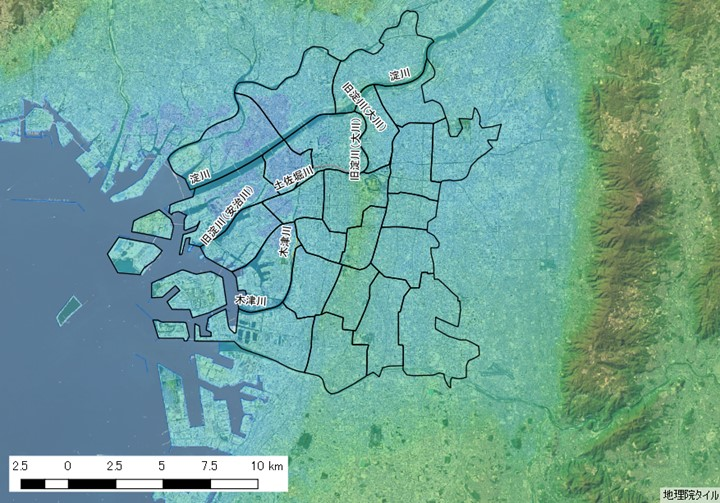 淀川
旧淀川(大川)
旧淀川(大川)
淀川
土佐堀川
旧淀川(安治川)
木津川
木津川
2.5 0 2.5 5 7.5 10 km
地理院タイル